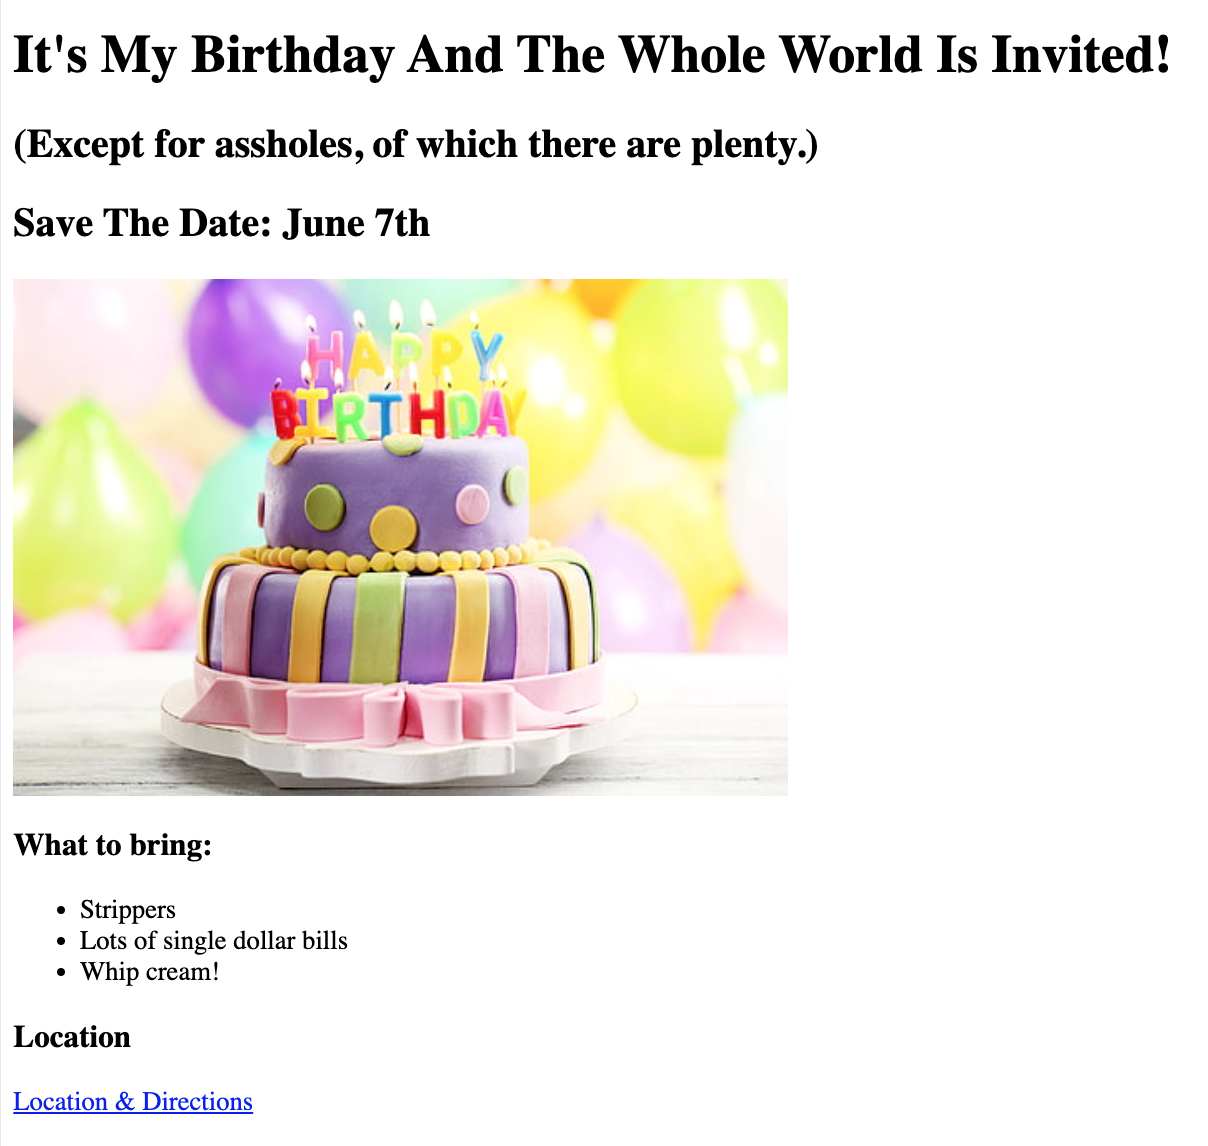 It's My Birthday And The Whole World Is Invited!
(Except for assholes, of which there are plenty.)
Save The Date: June 7th
HAPPY
BIRTHDAY
What to bring:
Strippers
Lots of single dollar bills
Whip cream!
Location
Location & Directions